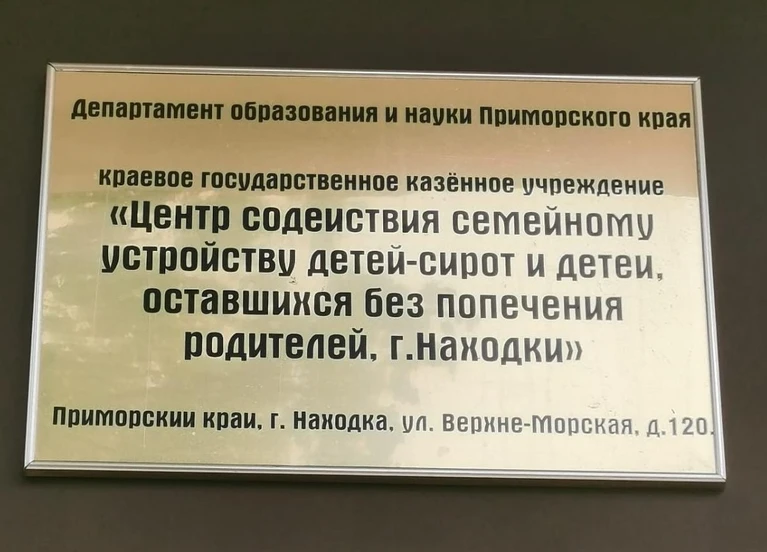 Департамент образования и науки Приморского края
краевое государственное казённое учреждение
«Центр содеиствия семейному
устройству детей-сирот и детеи,
оставшихся без попечения
родителей, г.Находки»
Приморскии краи, г. Находка, ул. Верхне-Морская, д.120.